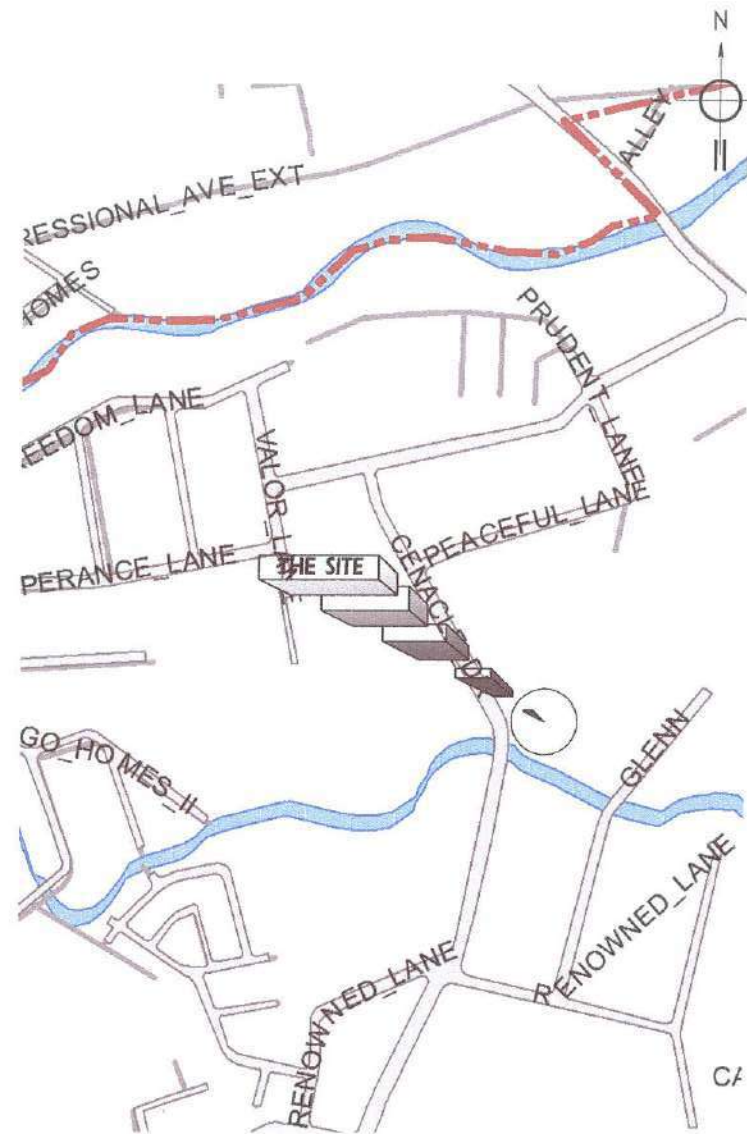 N
ALLEY
RESSIONAL_AVE_EXT
HOMES
PRUDENT_LANE
EEDOM_LANE
VALOR_LANE
PEACEFUL_LANE
PERANCE_LANE
THE SITE
GO_HOMES_II
GLENN
RENOWNED_LANE
RENOWNED_LANE